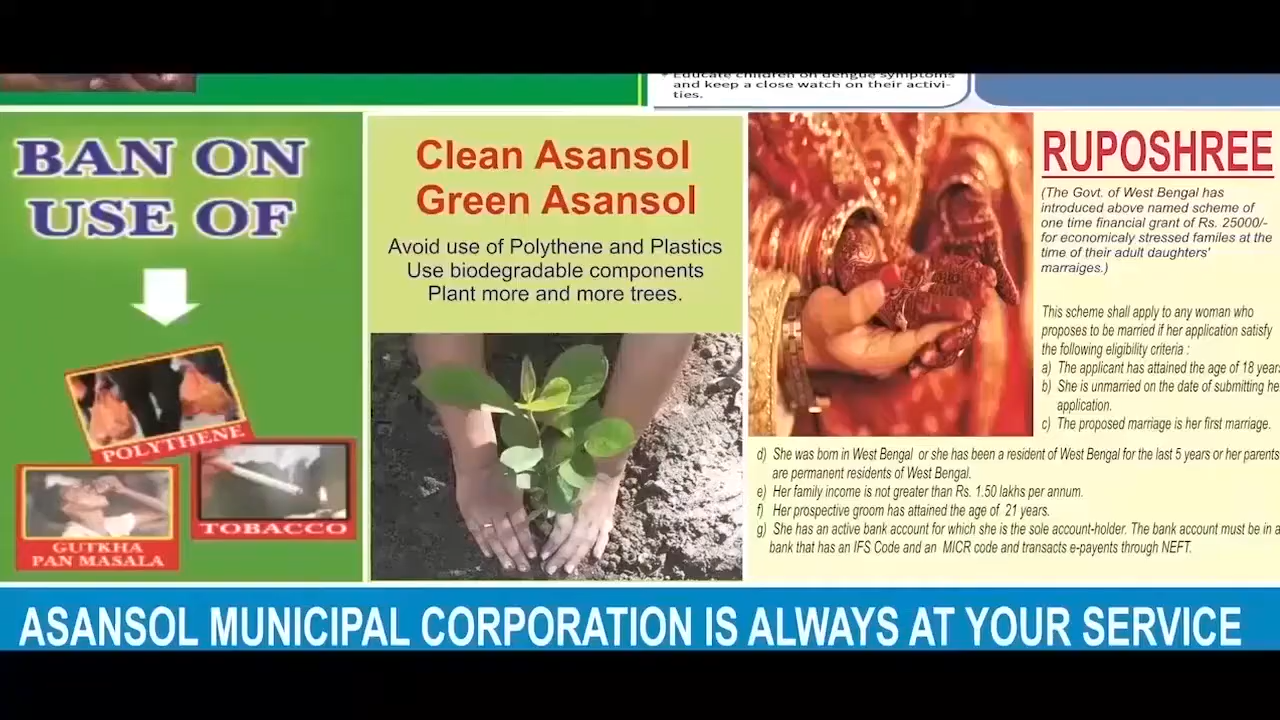 Educate children on dengue symptoms
and keep a close watch on their activi-
ties.
BAN ON
USE OF
POLYTHENE
TOBACCO
GUTKHA
PAN MASALA
Clean Asansol
Green Asansol
Avoid use of Polythene and Plastics
Use biodegradable components
Plant more and more trees.
RUPOSHREE
(The Govt. of West Bengal has
introduced above named scheme of
one time financial grant of Rs. 25000/-
for economicaly stressed familes at the
time of their adult daughters'
marraiges.)
This scheme shall apply to any woman who
proposes to be married if her application satisfy
the following eligibility criteria :
a) The applicant has attained the age of 18 years
b) She is unmarried on the date of submitting he
application.
c) The proposed marriage is her first marriage.
d) She was born in West Bengal or she has been a resident of West Bengal for the last 5 years or her parents
are permanent residents of West Bengal.
e) Her family income is not greater than Rs. 1.50 lakhs per annum.
f) Her prospective groom has attained the age of 21 years.
g) She has an active bank account for which she is the sole account-holder. The bank account must be in a
bank that has an IFS Code and an MICR code and transacts e-payents through NEFT.
ASANSOL MUNICIPAL CORPORATION IS ALWAYS AT YOUR SERVICE